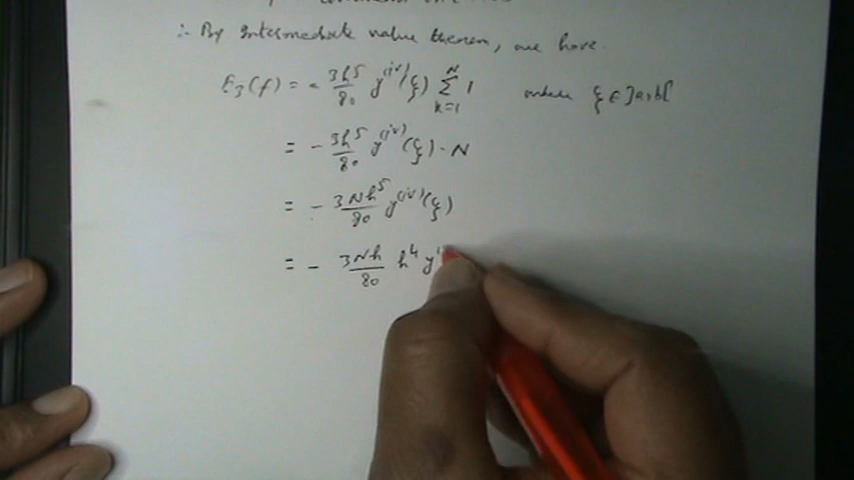 ∴ By Intermediate value theorem, we have.
E₃(f) = - 3h⁵/80 y⁽ⁱᵛ⁾(ξ) Σ_{k=1}^{N} 1 where ξ ∈ ]a,b[
= - 3h⁵/80 y⁽ⁱᵛ⁾(ξ) · N
= - 3Nh⁵/80 y⁽ⁱᵛ⁾(ξ)
= - 3Nh/80 h⁴ y